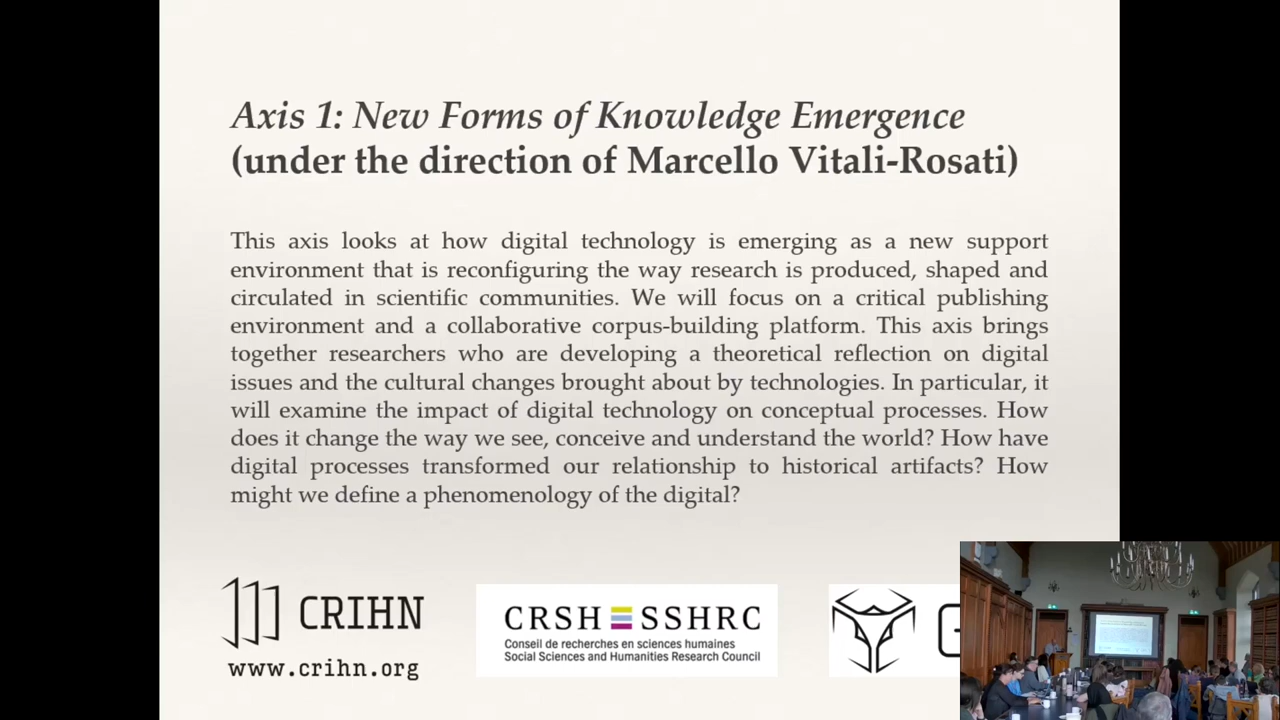 Axis 1: New Forms of Knowledge Emergence
(under the direction of Marcello Vitali-Rosati)
This axis looks at how digital technology is emerging as a new support
environment that is reconfiguring the way research is produced, shaped and
circulated in scientific communities. We will focus on a critical publishing
environment and a collaborative corpus-building platform. This axis brings
together researchers who are developing a theoretical reflection on digital
issues and the cultural changes brought about by technologies. In particular, it
will examine the impact of digital technology on conceptual processes. How
does it change the way we see, conceive and understand the world? How have
digital processes transformed our relationship to historical artifacts? How
might we define a phenomenology of the digital?
CRIHN
www.crihn.org
CRSH SSHRC
Conseil de recherches en sciences humaines
Social Sciences and Humanities Research Council